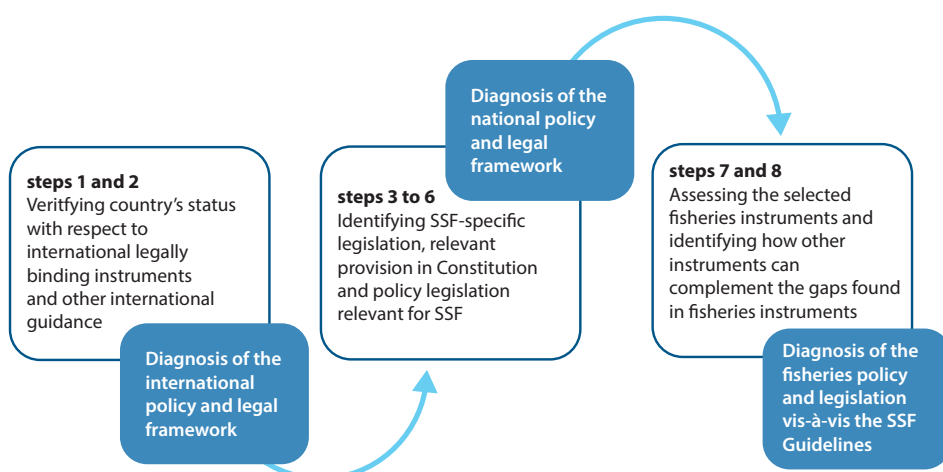 steps 1 and 2
Veritfying country's status
with respect to
international legally
binding instruments
and other international
guidance
Diagnosis of the
international
policy and legal
framework
steps 3 to 6
Identifying SSF-specific
legislation, relevant
provision in Constitution
and policy legislation
relevant for SSF
Diagnosis of the
national policy
and legal
framework
steps 7 and 8
Assessing the selected
fisheries instruments and
identifying how other
instruments can
complement the gaps found
in fisheries instruments
Diagnosis of the
fisheries policy
and legislation
vis-à-vis the SSF
Guidelines